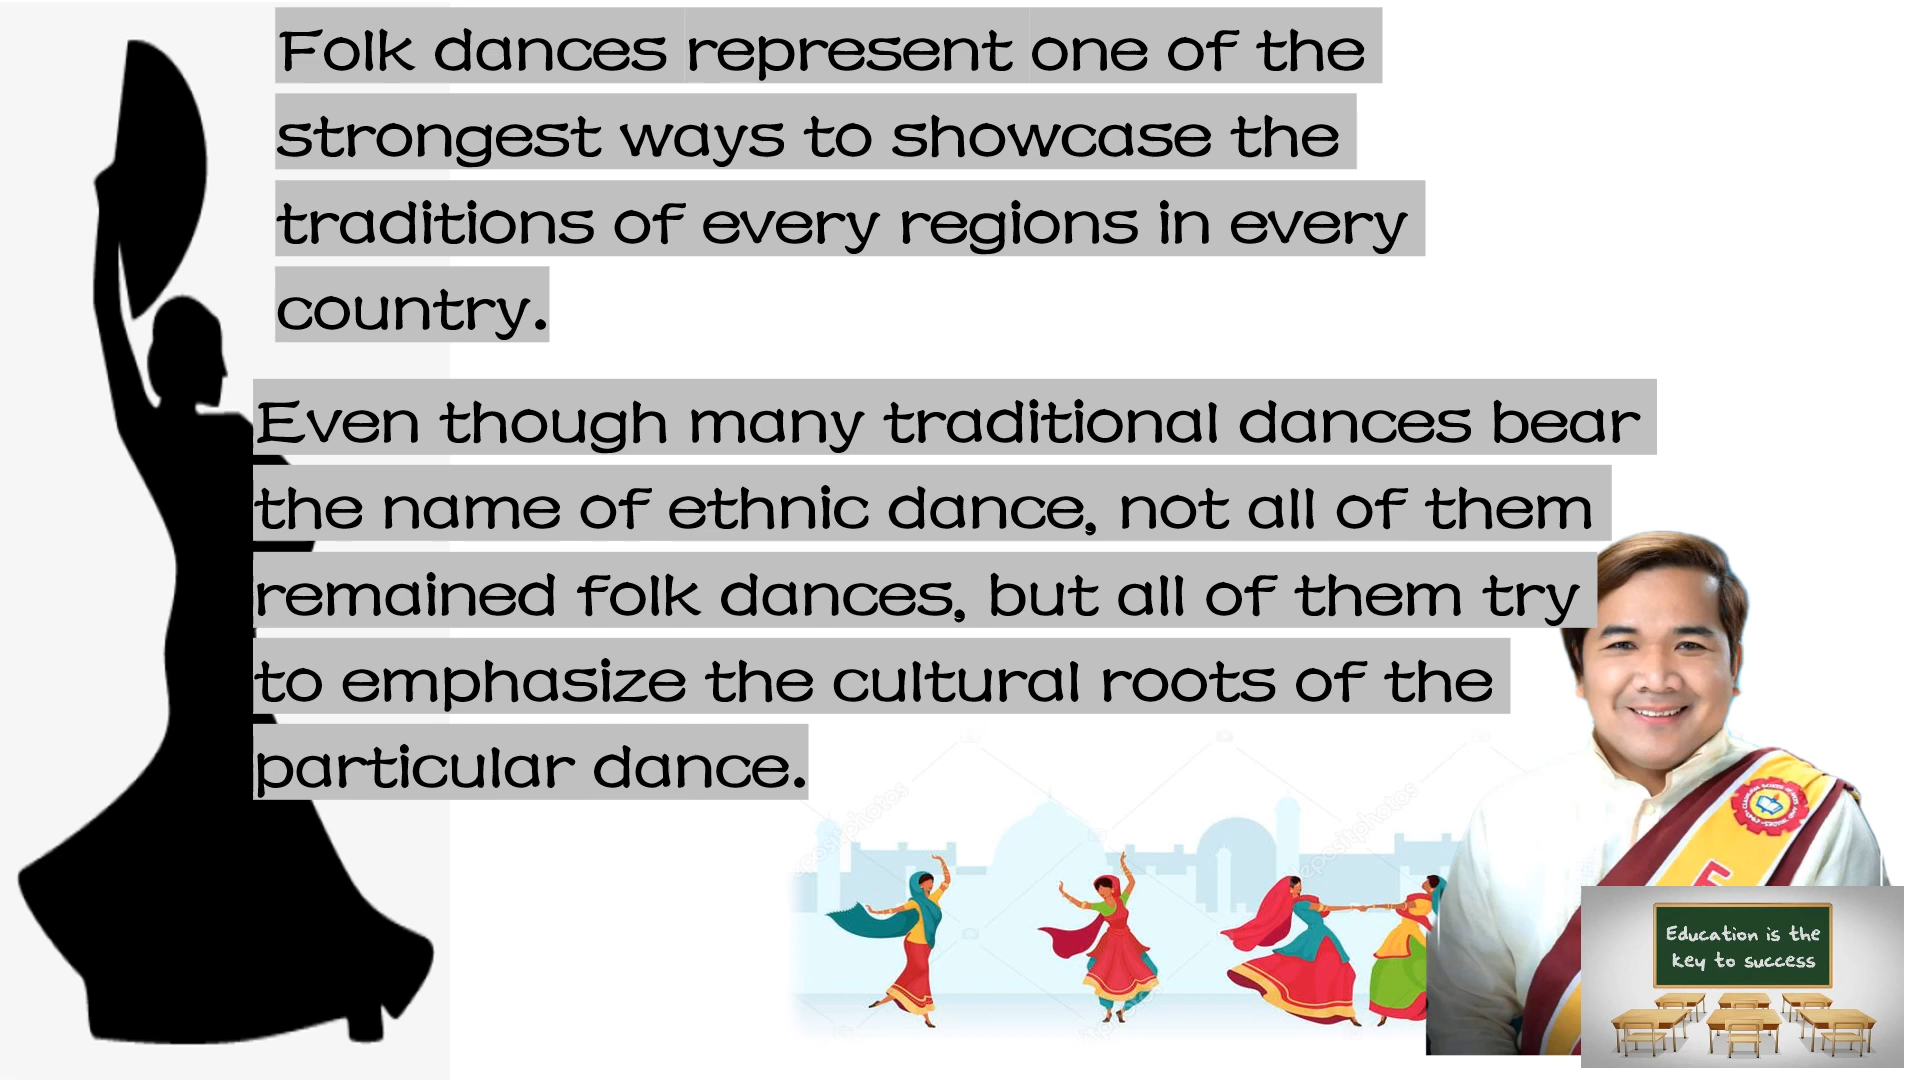 Folk dances represent one of the
strongest ways to showcase the
traditions of every regions in every
country.
Even though many traditional dances bear
the name of ethnic dance, not all of them
remained folk dances, but all of them try
to emphasize the cultural roots of the
particular dance.
depositphotos
depositphotos
Education is the
key to success